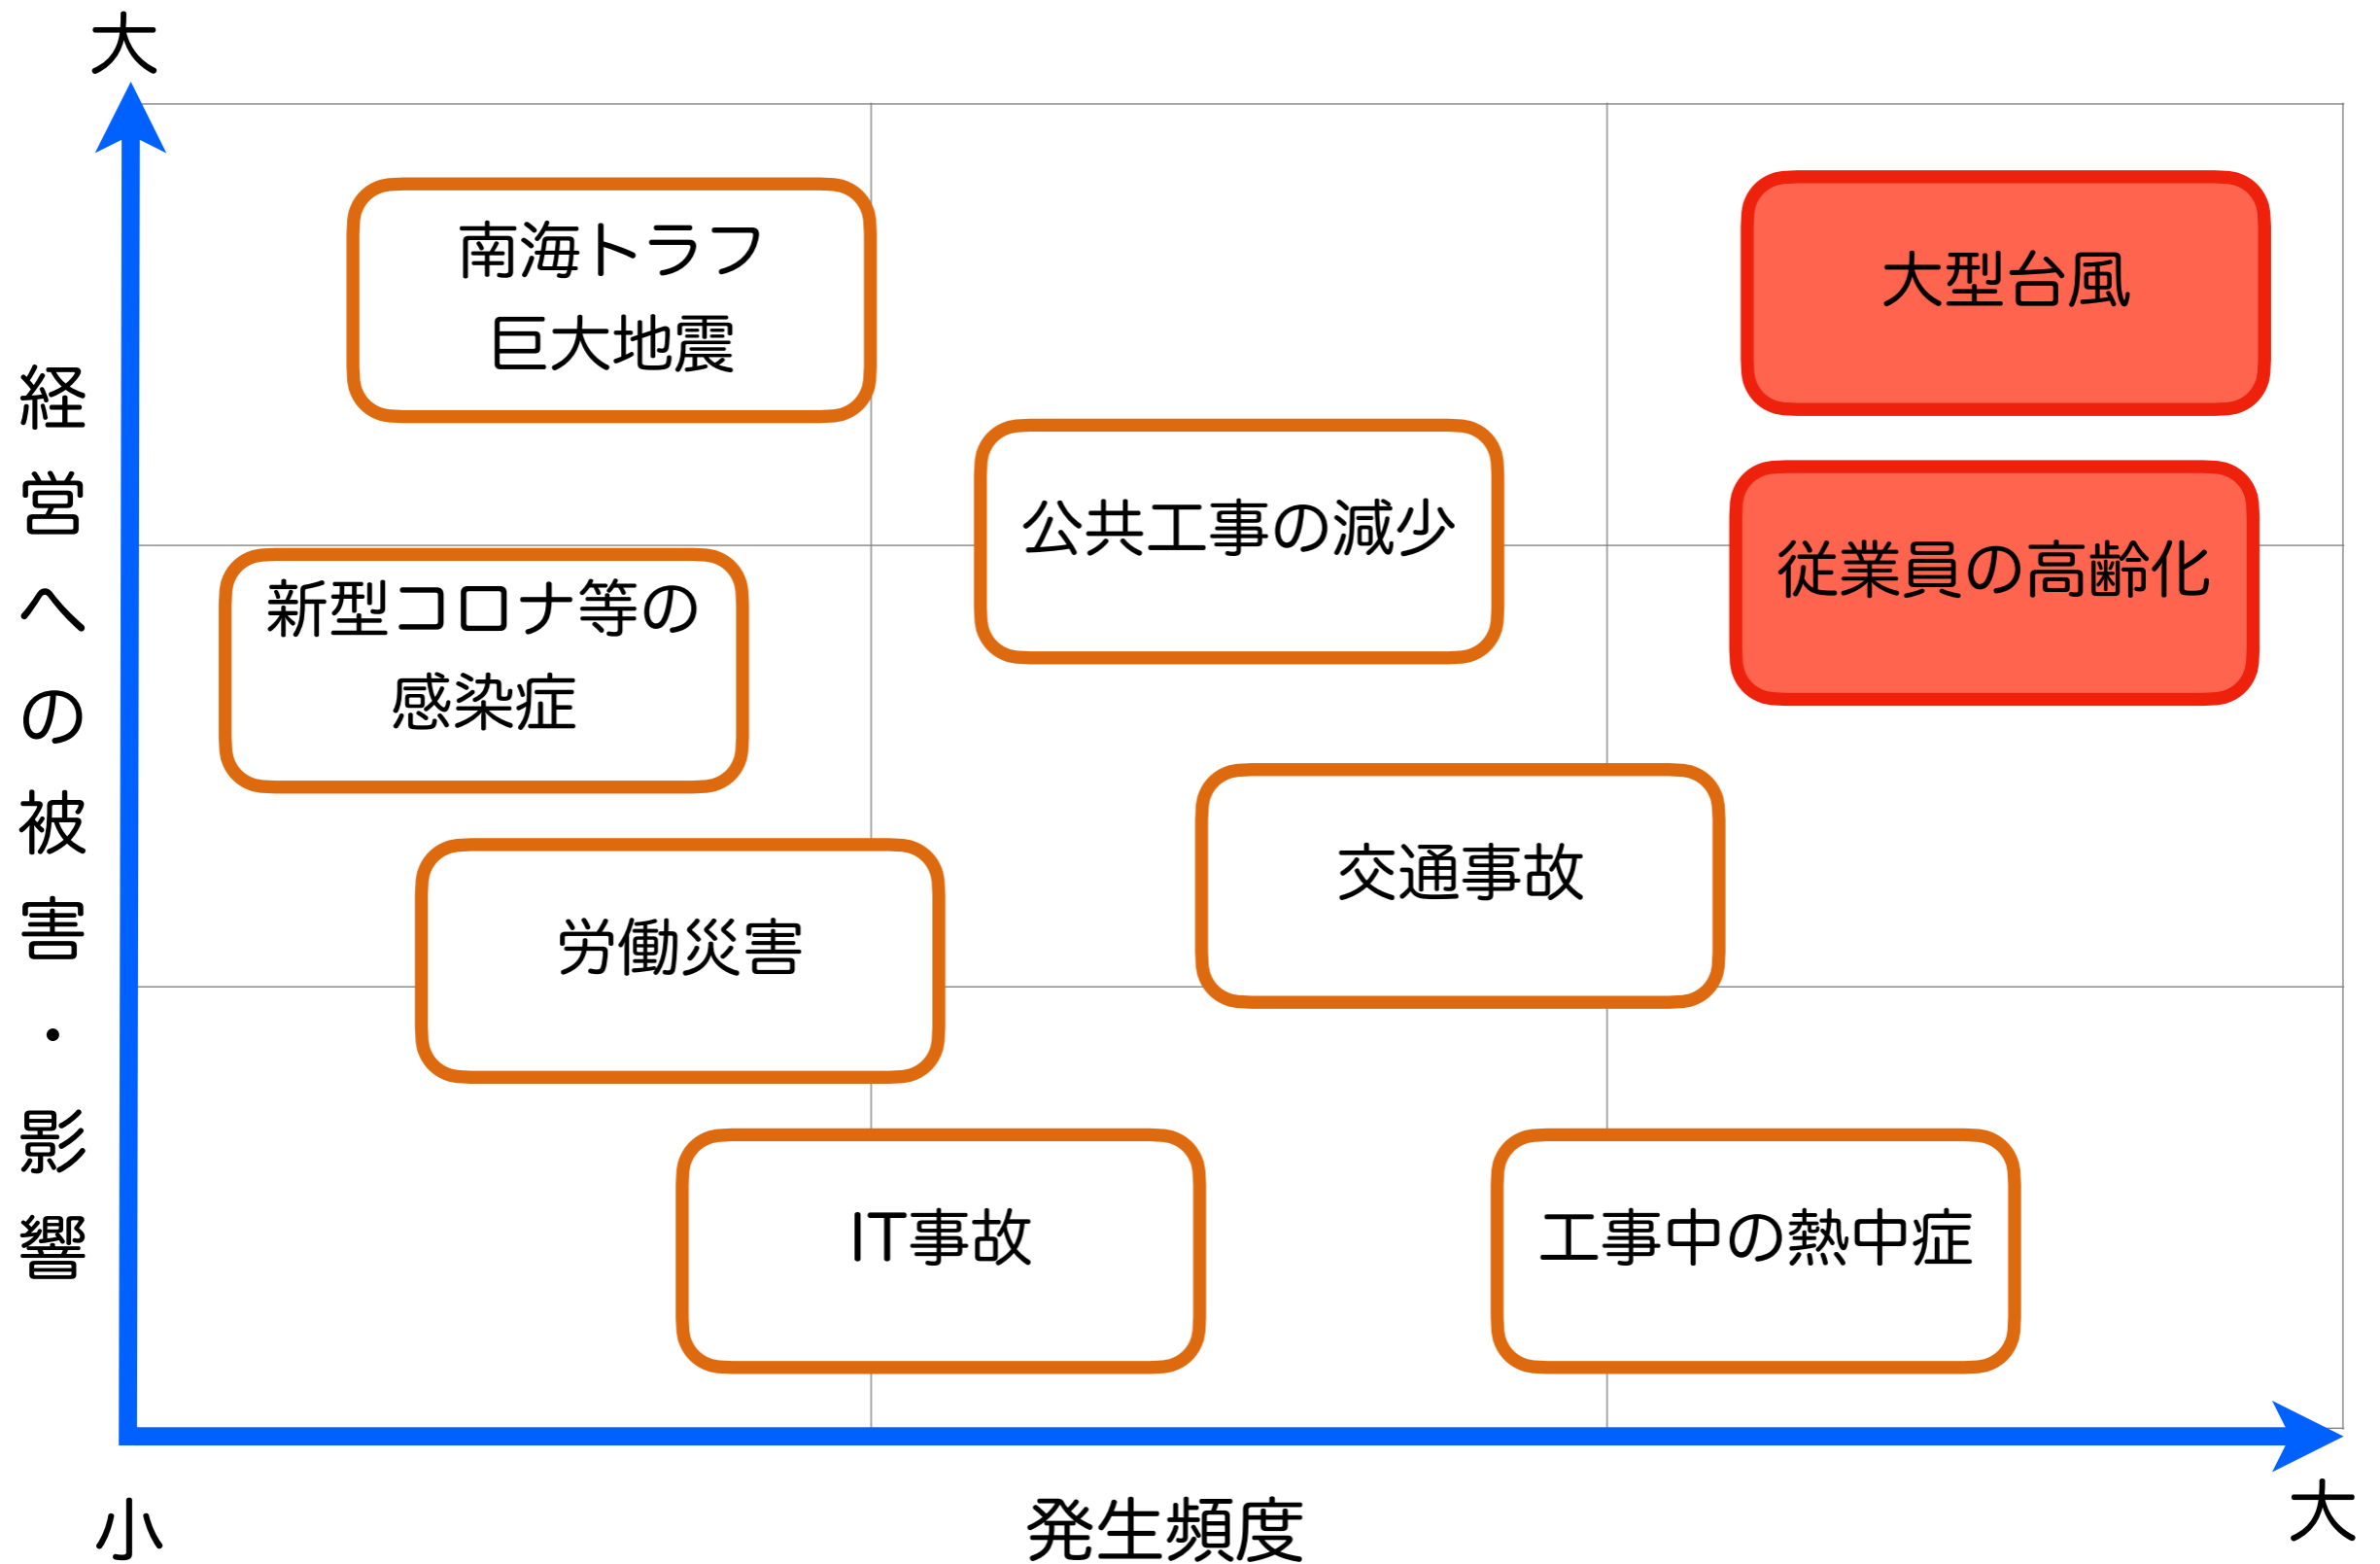 大
経営への被害・影響
南海トラフ
巨大地震
大型台風
公共工事の減少
従業員の高齢化
新型コロナ等の
感染症
交通事故
労働災害
IT事故
工事中の熱中症
小
発生頻度
大